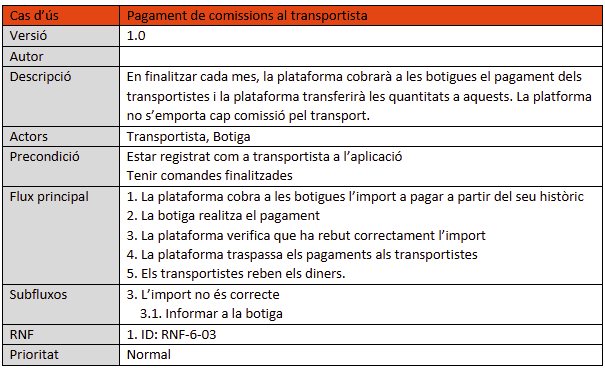 Cas d'ús Pagament de comissions al transportista
Versió 1.0
Autor
Descripció En finalitzar cada mes, la plataforma cobrarà a les botigues el pagament dels
transportistes i la plataforma transferirà les quantitats a aquests. La platforma
no s'emporta cap comissió pel transport.
Actors Transportista, Botiga
Precondició Estar registrat com a transportista a l'aplicació
Tenir comandes finalitzades
Flux principal 1. La plataforma cobra a les botigues l'import a pagar a partir del seu històric
2. La botiga realitza el pagament
3. La plataforma verifica que ha rebut correctament l'import
4. La plataforma traspassa els pagaments als transportistes
5. Els transportistes reben els diners.
Subfluxos 3. L'import no és correcte
3.1. Informar a la botiga
RNF 1. ID: RNF-6-03
Prioritat Normal